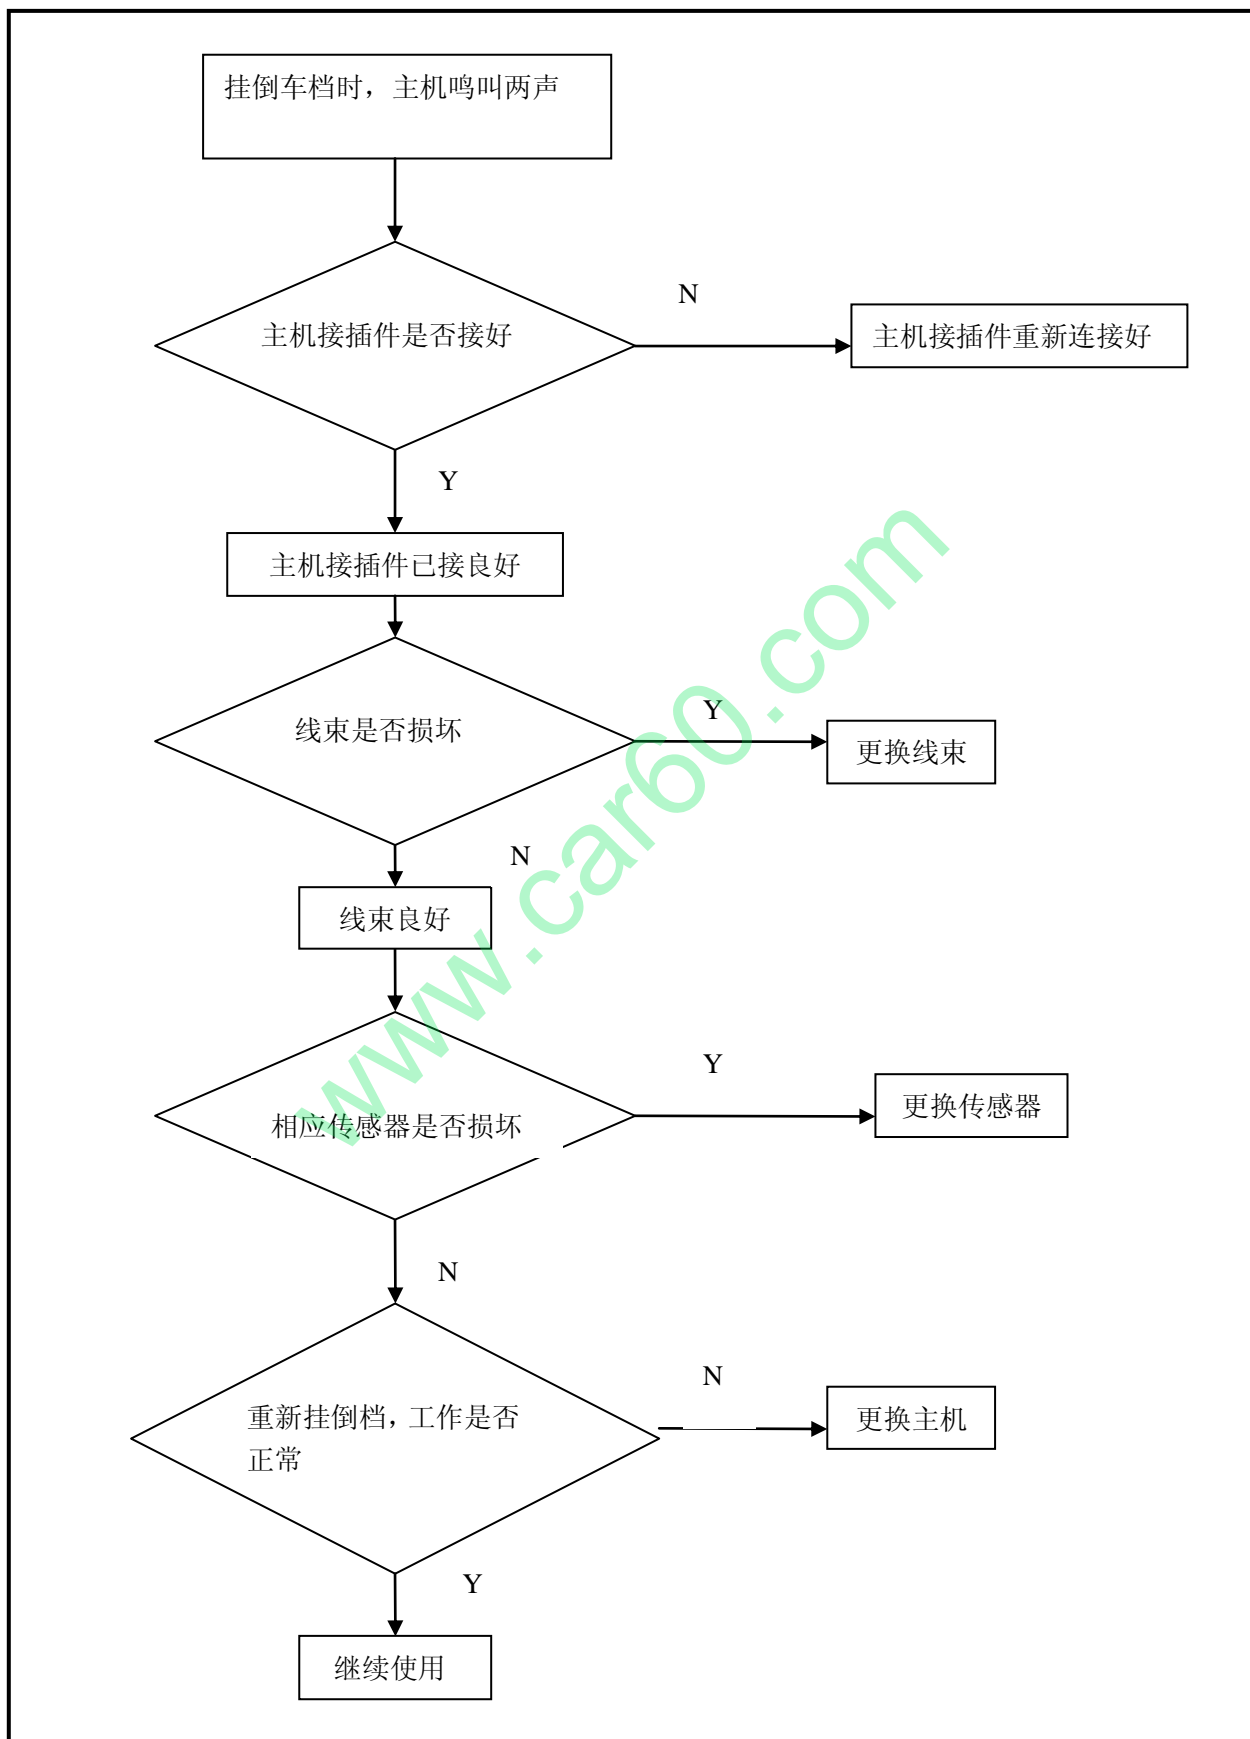 挂倒车档时，主机鸣叫两声
N
主机接插件是否接好
主机接插件重新连接好
Y
主机接插件已接良好
Y
线束是否损坏
更换线束
N
线束良好
Y
相应传感器是否损坏
更换传感器
N
N
重新挂倒档，工作是否
正常
更换主机
Y
继续使用
www.car60.com